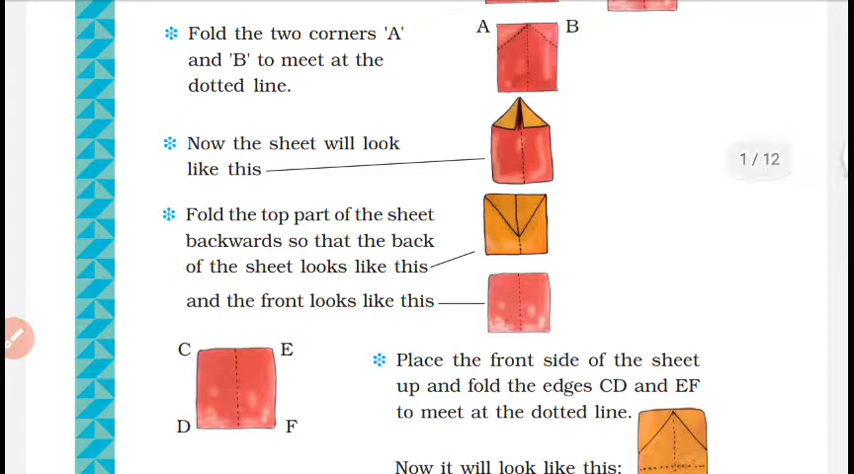 A B
❇ Fold the two corners 'A'
and 'B' to meet at the
dotted line.
❇ Now the sheet will look
like this
1 / 12
❇ Fold the top part of the sheet
backwards so that the back
of the sheet looks like this
and the front looks like this
C E
D F
❇ Place the front side of the sheet
up and fold the edges CD and EF
to meet at the dotted line.
Now it will look like this: